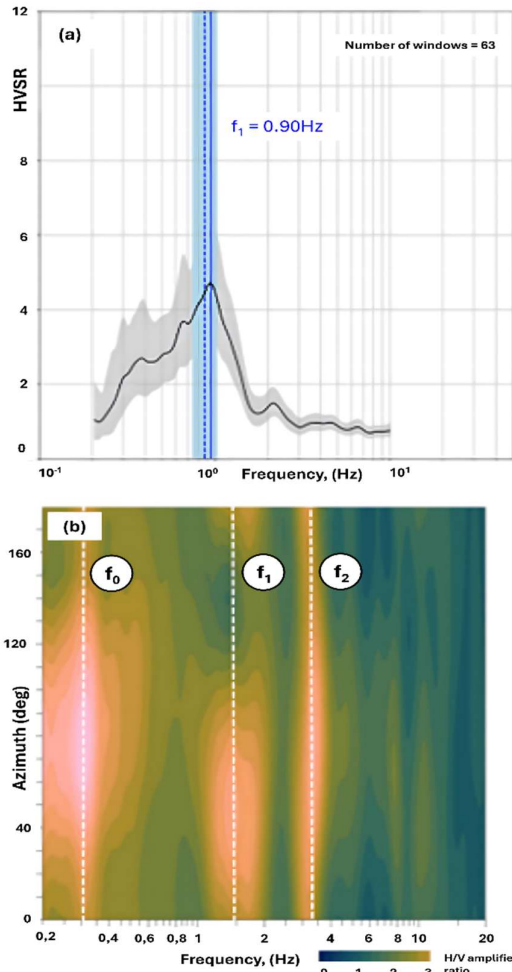 (a)
Number of windows = 63
HVSR
f₁ = 0.90Hz
12
8
6
4
2
0
10⁻¹
10⁰
10¹
Frequency, (Hz)
(b)
f₀
f₁
f₂
Azimuth (deg)
160
120
80
40
0
0,2
0,4
0,6
0,8
1
2
4
6
8
10
20
Frequency, (Hz)
0
1
2
3
H/V amplified
ratio